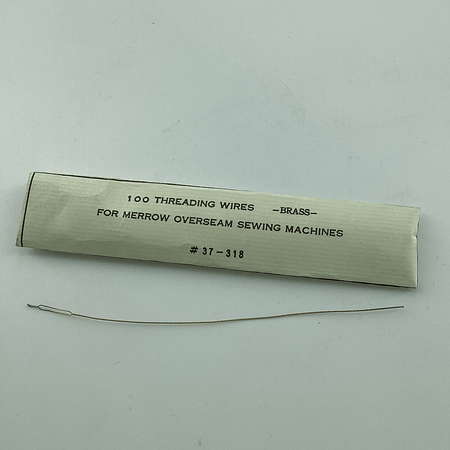 100 THREADING WIRES -BRASS-
FOR MERROW OVERSEAM SEWING MACHINES
# 37-318